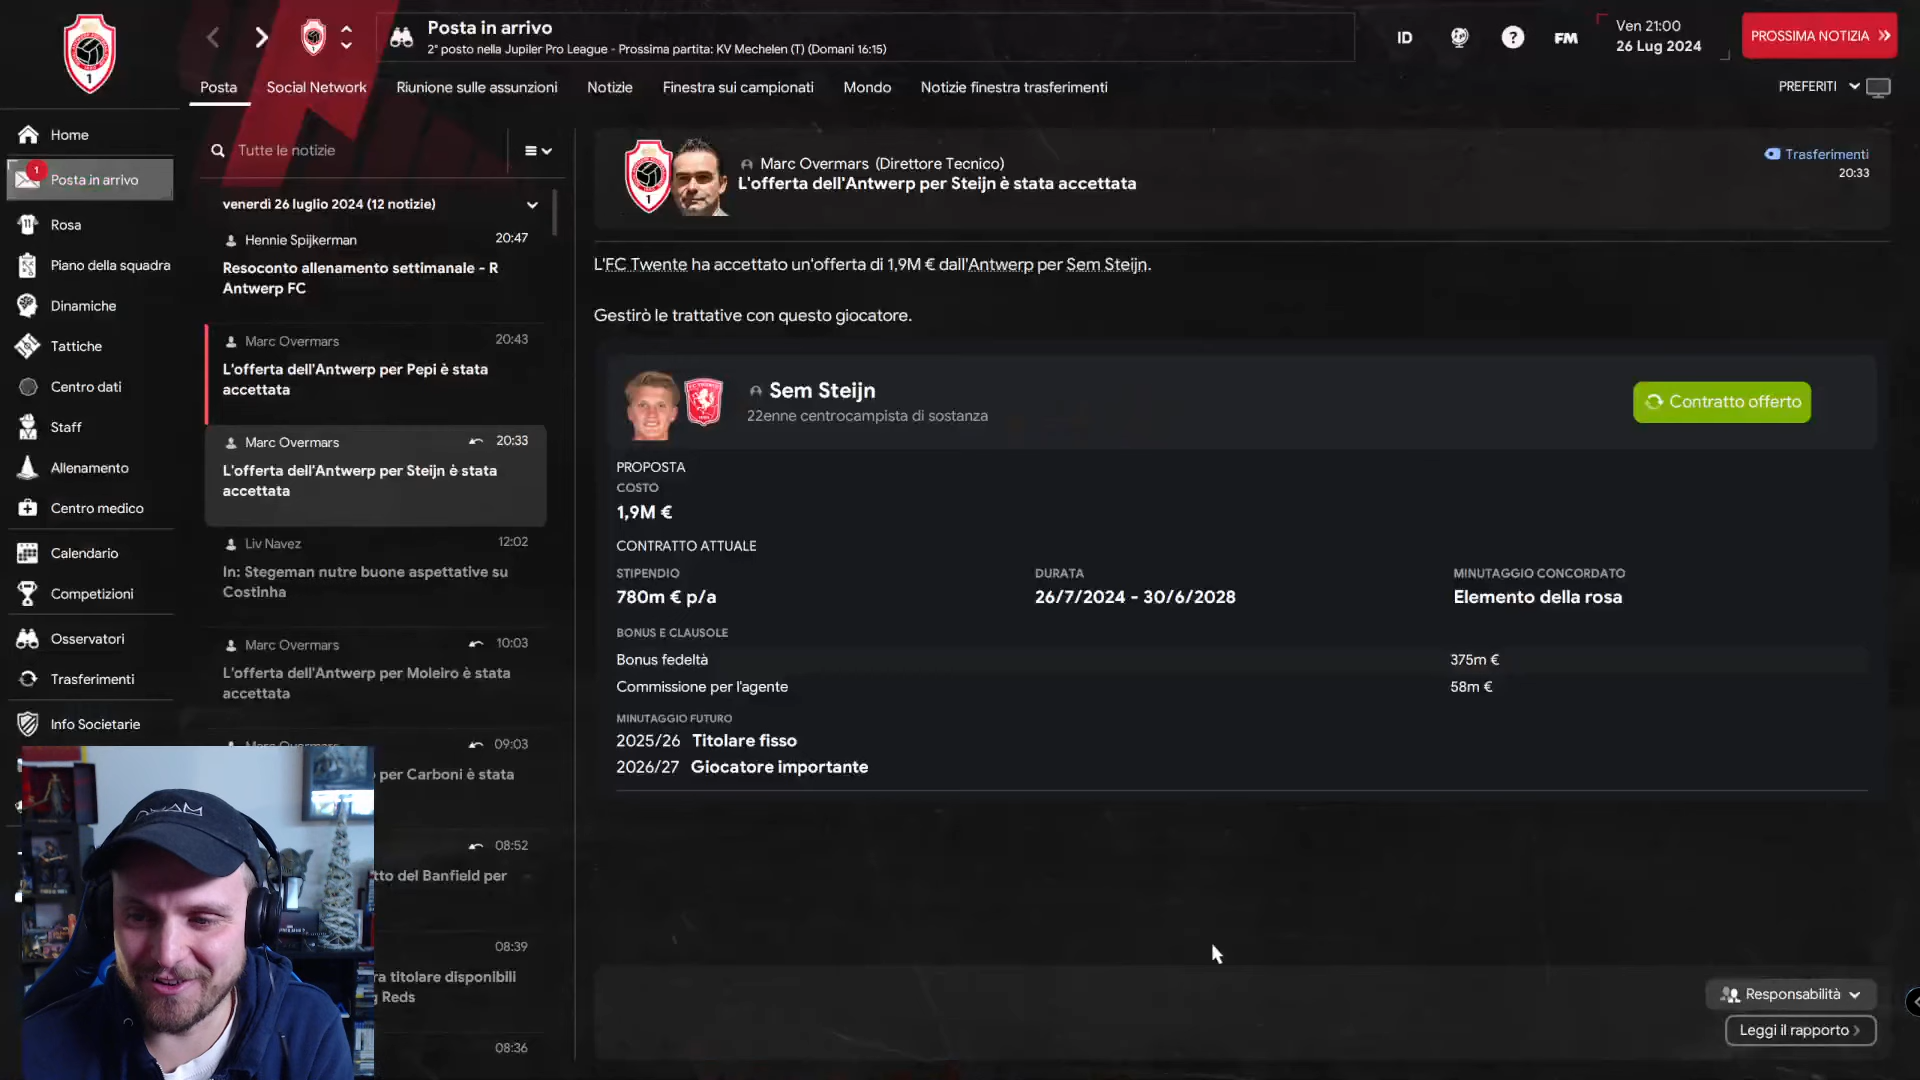 Posta in arrivo
2° posto nella Jupiler Pro League - Prossima partita: KV Mechelen (T) (Domani 16:15)
ID
?
FM
Ven 21:00
26 Lug 2024
PROSSIMA NOTIZIA
Posta
Social Network
Riunione sulle assunzioni
Notizie
Finestra sui campionati
Mondo
Notizie finestra trasferimenti
PREFERITI
Home
1
Posta in arrivo
Rosa
Piano della squadra
Dinamiche
Tattiche
Centro dati
Staff
Allenamento
Centro medico
Calendario
Competizioni
Osservatori
Trasferimenti
Info Societarie
Tutte le notizie
venerdì 26 luglio 2024 (12 notizie)
Hennie Spijkerman
20:47
Resoconto allenamento settimanale - R
Antwerp FC
Marc Overmars
20:43
L'offerta dell'Antwerp per Pepi è stata
accettata
Marc Overmars
20:33
L'offerta dell'Antwerp per Steijn è stata
accettata
Liv Navez
12:02
In: Stegeman nutre buone aspettative su
Costinha
Marc Overmars
10:03
L'offerta dell'Antwerp per Moleiro è stata
accettata
09:03
per Carboni è stata
08:52
tto del Banfield per
08:39
ra titolare disponibili
Reds
08:36
Marc Overmars (Direttore Tecnico)
L'offerta dell'Antwerp per Steijn è stata accettata
Trasferimenti
20:33
L'FC Twente ha accettato un'offerta di 1,9M € dall'Antwerp per Sem Steijn.
Gestirò le trattative con questo giocatore.
Sem Steijn
22enne centrocampista di sostanza
Contratto offerto
PROPOSTA
COSTO
1,9M €
CONTRATTO ATTUALE
STIPENDIO
780m € p/a
DURATA
26/7/2024 - 30/6/2028
MINUTAGGIO CONCORDATO
Elemento della rosa
BONUS E CLAUSOLE
Bonus fedeltà
375m €
Commissione per l'agente
58m €
MINUTAGGIO FUTURO
2025/26 Titolare fisso
2026/27 Giocatore importante
Responsabilità
Leggi il rapporto